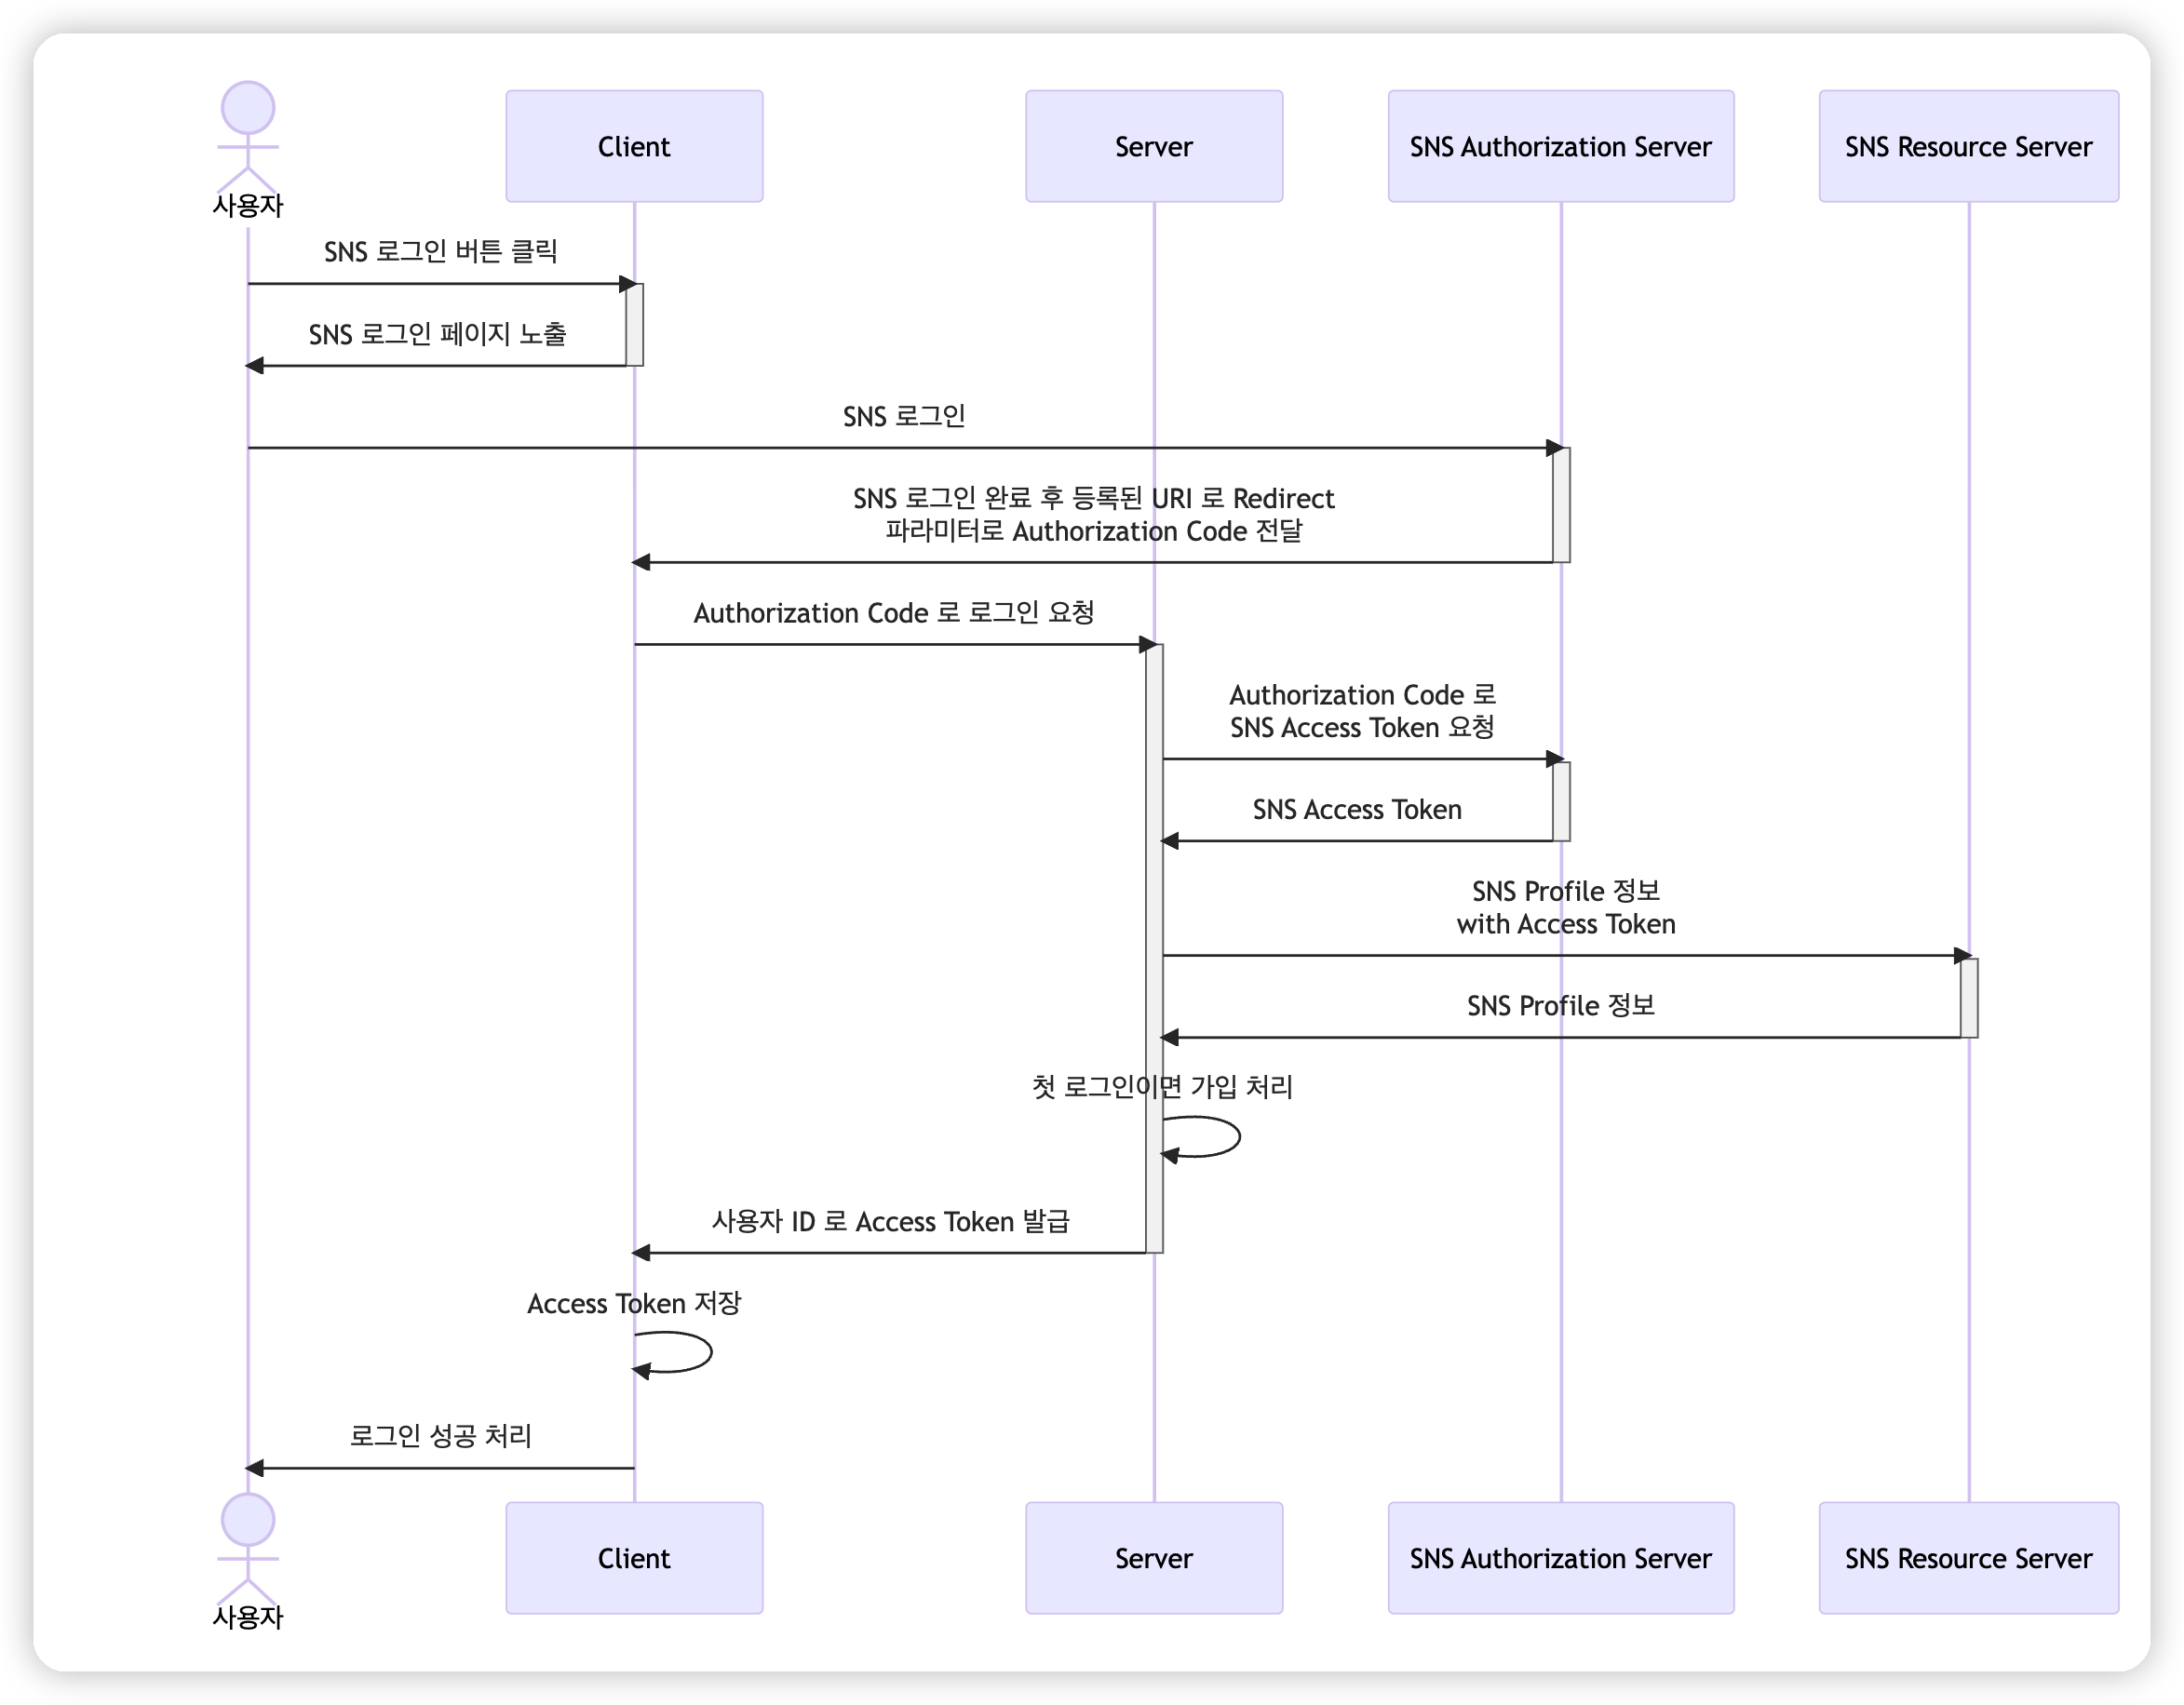 Client
Server
SNS Authorization Server
SNS Resource Server
사용자
SNS 로그인 버튼 클릭
SNS 로그인 페이지 노출
SNS 로그인
SNS 로그인 완료 후 등록된 URI 로 Redirect
파라미터로 Authorization Code 전달
Authorization Code 로 로그인 요청
Authorization Code 로
SNS Access Token 요청
SNS Access Token
SNS Profile 정보
with Access Token
SNS Profile 정보
첫 로그인이면 가입 처리
사용자 ID 로 Access Token 발급
Access Token 저장
로그인 성공 처리
Client
Server
SNS Authorization Server
SNS Resource Server
사용자